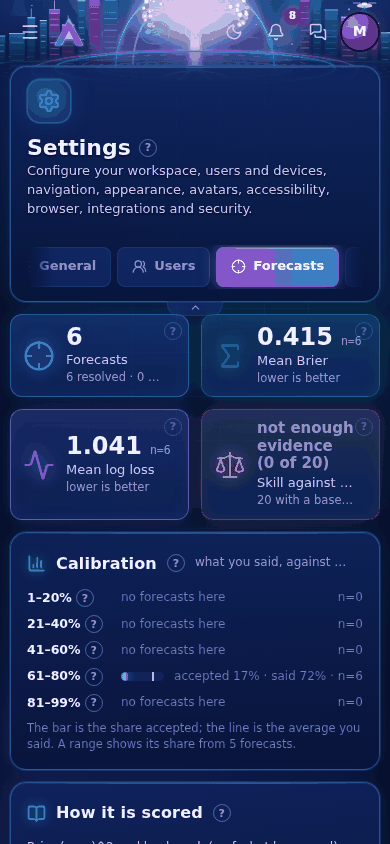 8
M
Settings ?
Configure your workspace, users and devices,
navigation, appearance, avatars, accessibility,
browser, integrations and security.
General
Users
Forecasts
6
?
Forecasts
6 resolved · 0 ...
0.415 n=6
?
Mean Brier
lower is better
1.041 n=6
?
Mean log loss
lower is better
not enough
evidence
(0 of 20)
?
Skill against ...
20 with a base...
Calibration ? what you said, against ...
1–20% ? no forecasts here n=0
21–40% ? no forecasts here n=0
41–60% ? no forecasts here n=0
61–80% ? accepted 17% · said 72% · n=6
81–99% ? no forecasts here n=0
The bar is the share accepted; the line is the average you
said. A range shows its share from 5 forecasts.
How it is scored ?